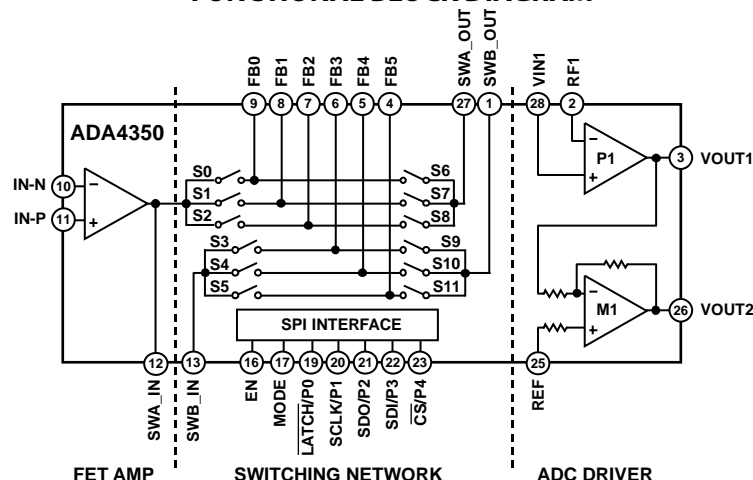 FUNCTIONAL BLOCK DIAGRAM
FB0
FB1
FB2
FB3
FB4
FB5
SWA_OUT
SWB_OUT
VIN1
RF1
9
8
7
6
5
4
27
1
28
2
ADA4350
S0
S1
S2
S3
S4
S5
S6
S7
S8
S9
S10
S11
IN-N
10
IN-P
11
−
+
−
P1
+
3
VOUT1
−
M1
+
26
VOUT2
SPI INTERFACE
12
13
16
17
19
20
21
22
23
25
SWA_IN
SWB_IN
EN
MODE
LATCH/P0
SCLK/P1
SDO/P2
SDI/P3
CS/P4
REF
FET AMP
SWITCHING NETWORK
ADC DRIVER